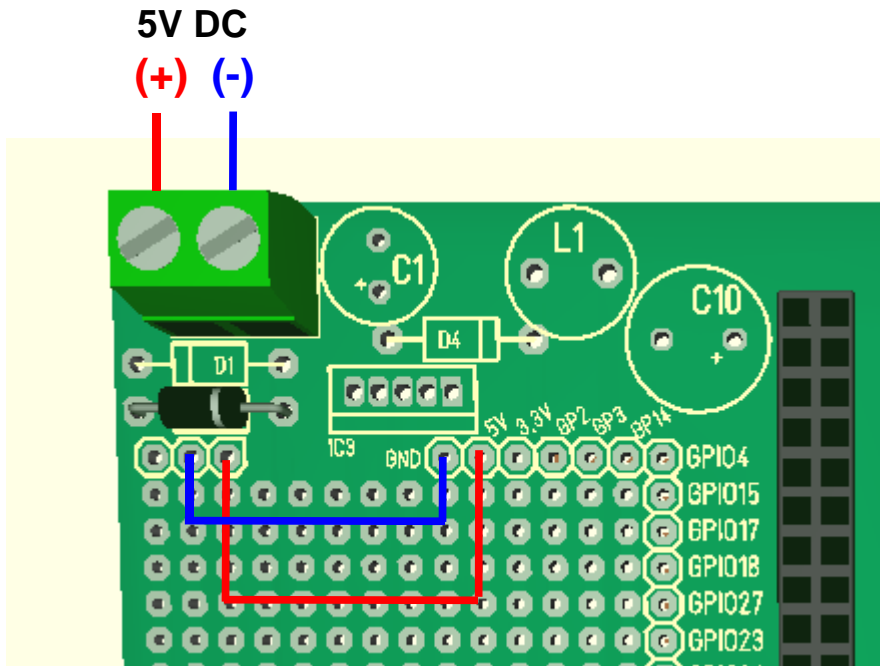 5V DC
(+) (-)
L1
C1
C10
D4
D1
5V 3.3V GP2 GP3 GP14
1C9
GND
GPIO4
GPIO15
GPIO17
GPIO18
GPIO27
GPIO23